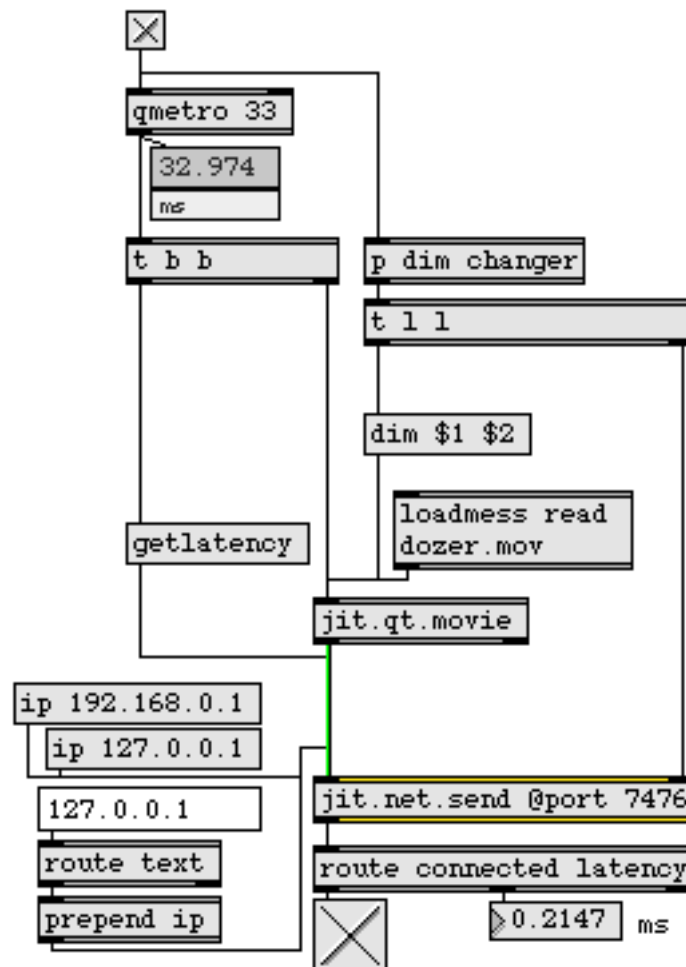 qmetro 33
32.974
ms
t b b
p dim changer
t l l
dim $1 $2
loadmess read
dozer.mov
getlatency
jit.qt.movie
ip 192.168.0.1
ip 127.0.0.1
jit.net.send @port 7476
127.0.0.1
route text
route connected latency
prepend ip
0.2147 ms